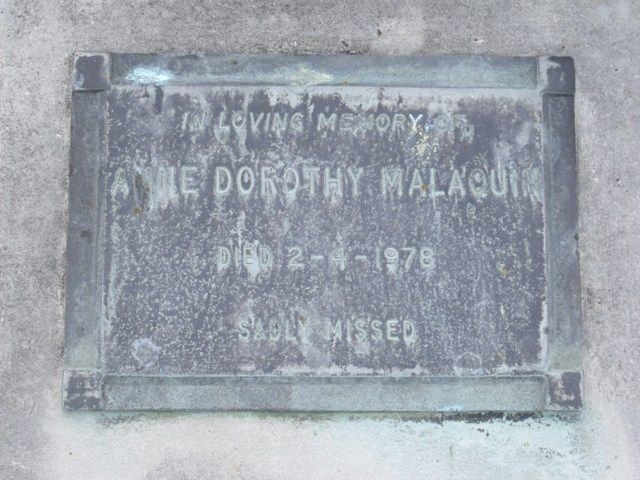 IN LOVING MEMORY OF
ANNE DOROTHY MALAQUIN
DIED 2-4-1978
SADLY MISSED